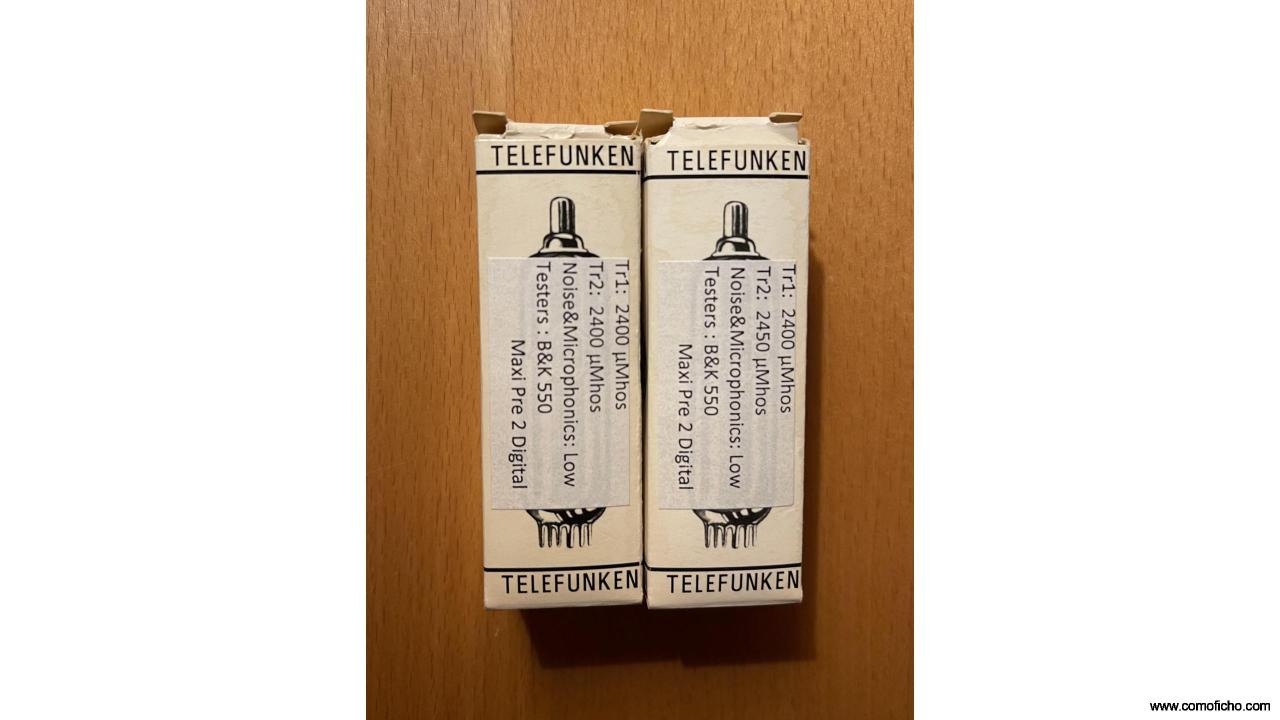 TELEFUNKEN
Tr1: 2400 µMhos
Tr2: 2400 µMhos
Noise&Microphonics: Low
Testers : B&K 550
Maxi Pre 2 Digital
TELEFUNKEN
TELEFUNKEN
Tr1: 2400 µMhos
Tr2: 2450 µMhos
Noise&Microphonics: Low
Testers : B&K 550
Maxi Pre 2 Digital
TELEFUNKEN
www.comoficho.com